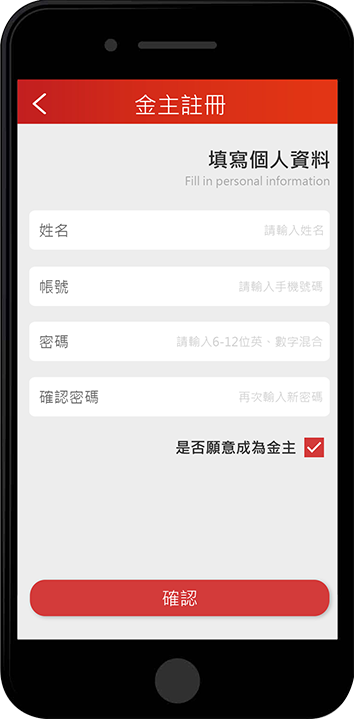 金主註冊
填寫個人資料
Fill in personal information
姓名 請輸入姓名
帳號 請輸入手機號碼
密碼 請輸入6-12位英、數字混合
確認密碼 再次輸入新密碼
是否願意成為金主
確認